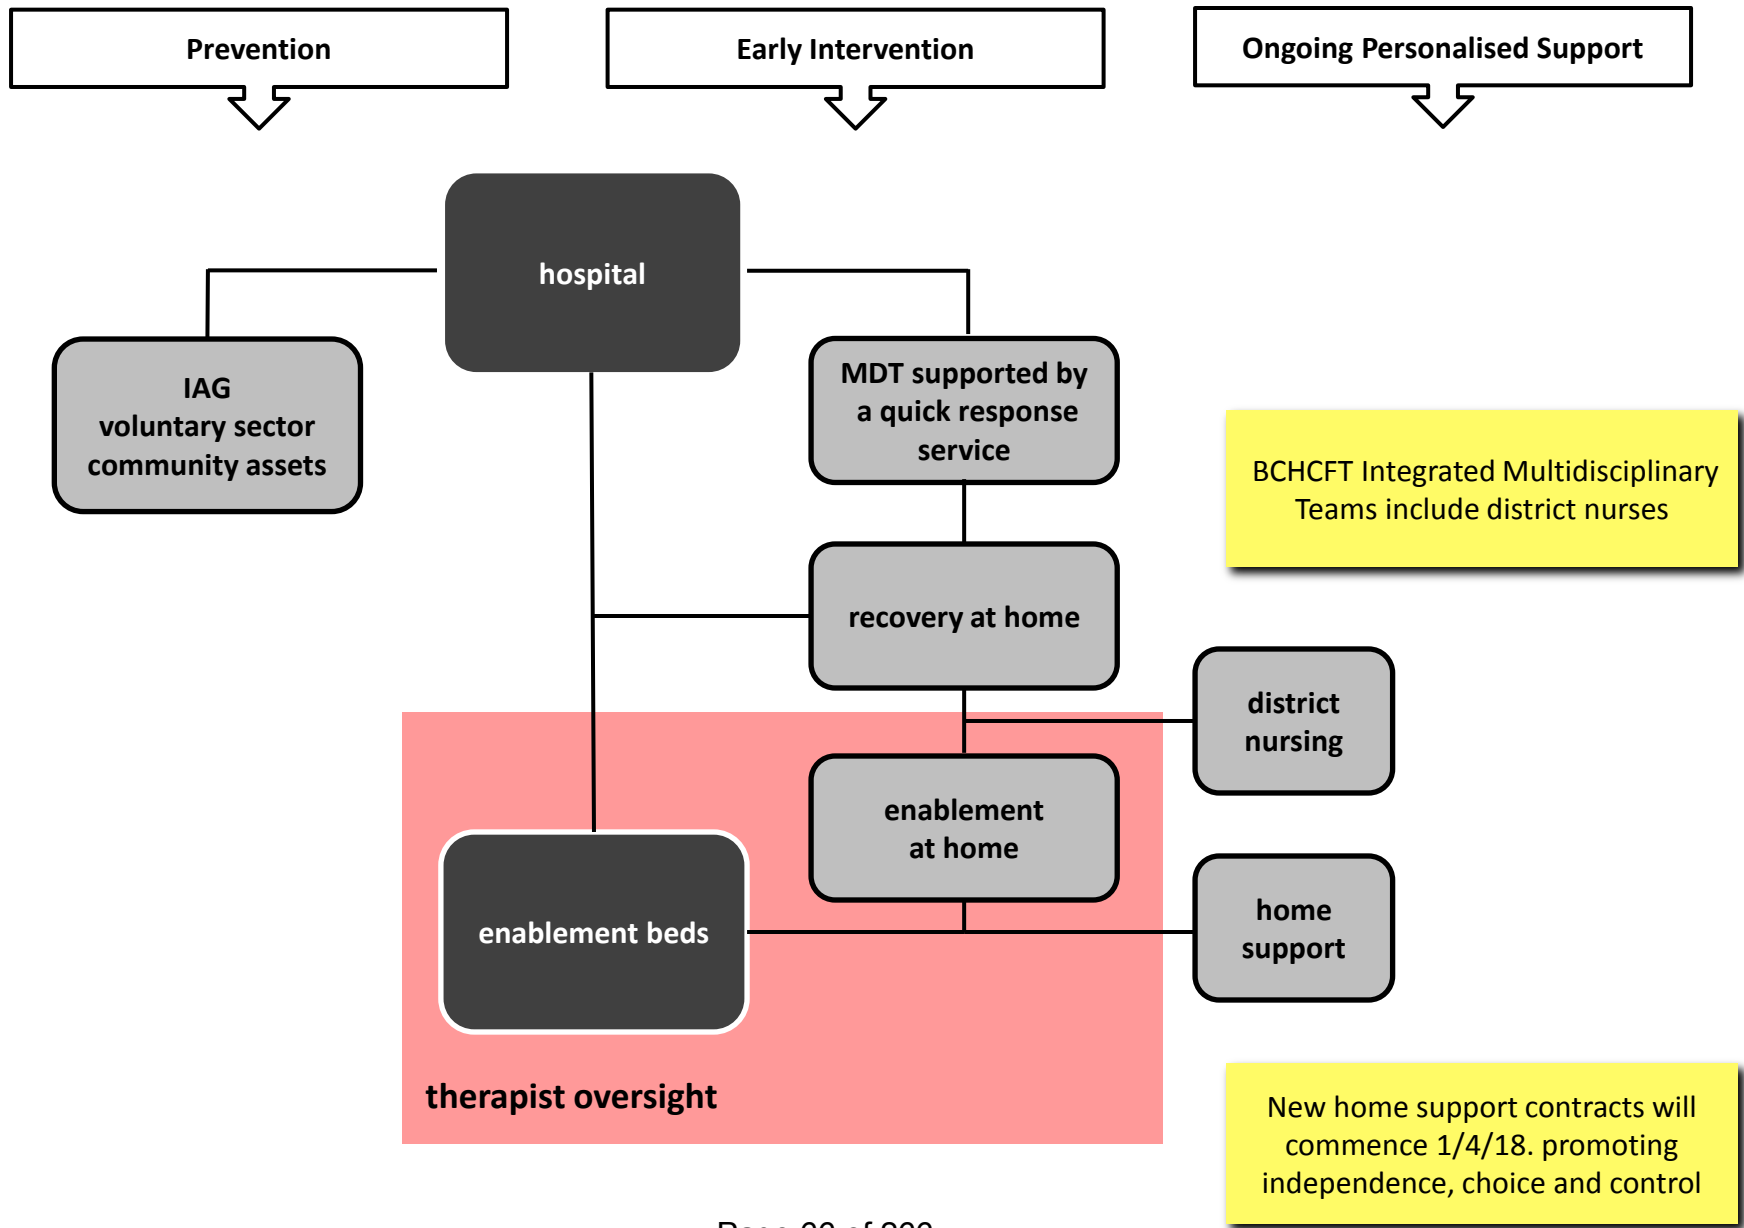 Prevention
Early Intervention
Ongoing Personalised Support
hospital
IAG
voluntary sector
community assets
MDT supported by
a quick response
service
BCHCFT Integrated Multidisciplinary
Teams include district nurses
recovery at home
district
nursing
enablement
at home
enablement beds
home
support
therapist oversight
New home support contracts will
commence 1/4/18. promoting
independence, choice and control
Page of